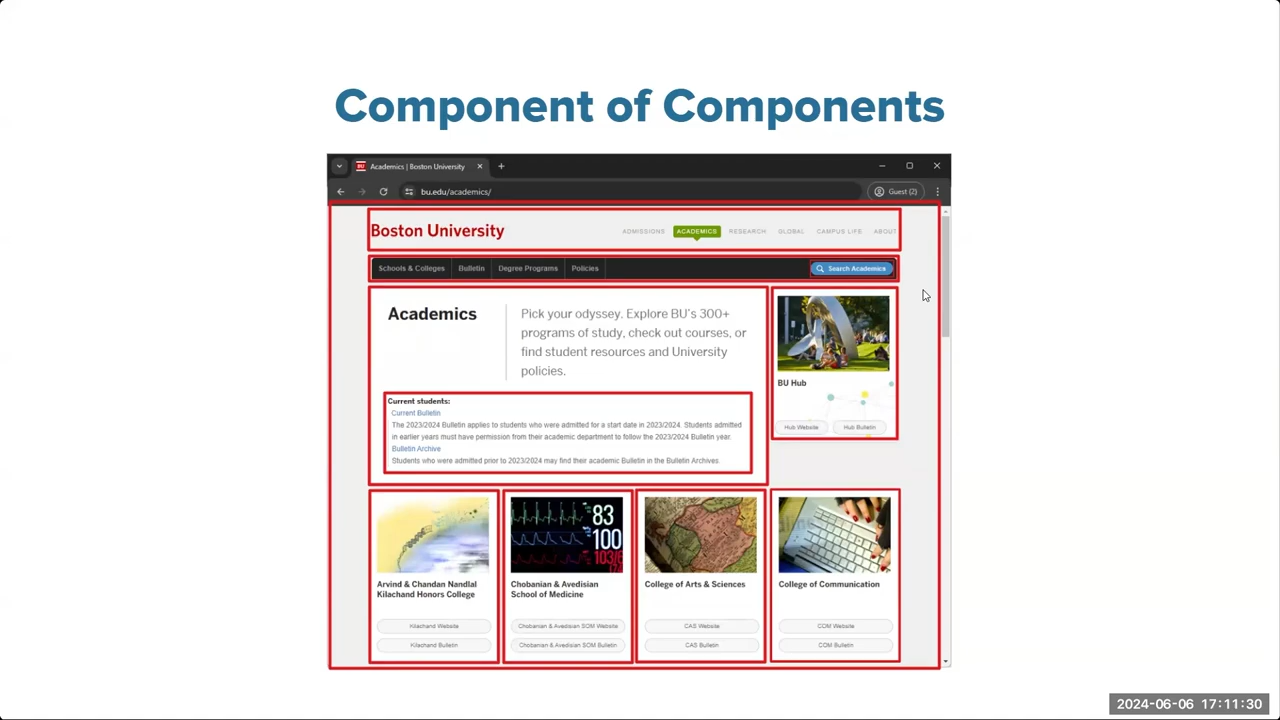 Component of Components
Academics | Boston University
bu.edu/academics/
Guest (2)
Boston University
ADMISSIONS ACADEMICS RESEARCH GLOBAL CAMPUS LIFE ABOUT
Schools & Colleges Bulletin Degree Programs Policies Search Academics
Academics
Pick your odyssey. Explore BU's 300+
programs of study, check out courses, or
find student resources and University
policies.
Current students:
Current Bulletin
The 2023/2024 Bulletin applies to students who were admitted for a start date in 2023/2024. Students admitted
in earlier years must have permission from their academic department to follow the 2023/2024 Bulletin year.
Bulletin Archive
Students who were admitted prior to 2023/2024 may find their academic Bulletin in the Bulletin Archives.
BU Hub
Hub Website Hub Bulletin
83
100
Arvind & Chandan Nandlal
Kilachand Honors College
Kilachand Website
Kilachand Bulletin
Chobanian & Avedisian
School of Medicine
Chobanian & Avedisian SOM Website
Chobanian & Avedisian SOM Bulletin
College of Arts & Sciences
CAS Website
CAS Bulletin
College of Communication
COM Website
COM Bulletin
2024-06-06 17:11:30